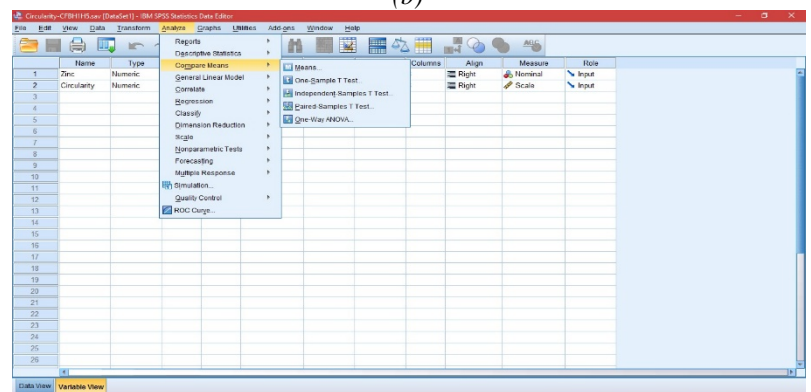 (b)
Circularity-CFBH1H5.sav [DataSet1] - IBM SPSS Statistics Data Editor
File Edit View Data Transform Analyze Graphs Utilities Add-ons Window Help
Name Type Columns Align Measure Role
1 Zinc Numeric Right Nominal Input
2 Circularity Numeric Right Scale Input
3
4
5
6
7
8
9
10
11
12
13
14
15
16
17
18
19
20
21
22
23
24
25
26
Reports
Descriptive Statistics
Compare Means
General Linear Model
Correlate
Regression
Classify
Dimension Reduction
Scale
Nonparametric Tests
Forecasting
Multiple Response
Simulation...
Quality Control
ROC Curve...
Means...
One-Sample T Test...
Independent-Samples T Test...
Paired-Samples T Test...
One-Way ANOVA...
Data View Variable View